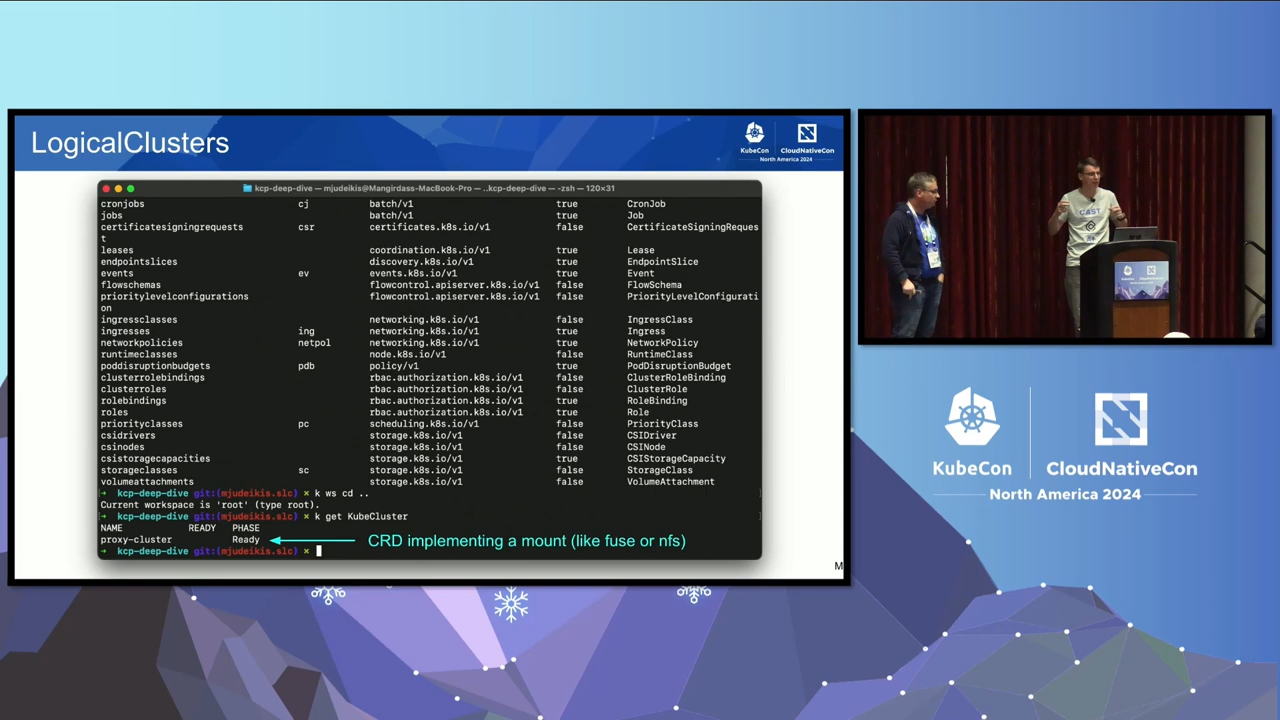 LogicalClusters
KubeCon
CloudNativeCon
North America 2024
kcp-deep-dive — mjudeikis@Mangirdass-MacBook-Pro — ..kcp-deep-dive — -zsh — 120×31
cronjobs cj batch/v1 true CronJob
jobs batch/v1 true Job
certificatesigningrequests csr certificates.k8s.io/v1 false CertificateSigningReques
t
leases coordination.k8s.io/v1 true Lease
endpointslices discovery.k8s.io/v1 true EndpointSlice
events ev events.k8s.io/v1 true Event
flowschemas flowcontrol.apiserver.k8s.io/v1 false FlowSchema
prioritylevelconfigurations flowcontrol.apiserver.k8s.io/v1 false PriorityLevelConfigurati
on
ingressclasses networking.k8s.io/v1 false IngressClass
ingresses ing networking.k8s.io/v1 true Ingress
networkpolicies netpol networking.k8s.io/v1 true NetworkPolicy
runtimeclasses node.k8s.io/v1 false RuntimeClass
poddisruptionbudgets pdb policy/v1 true PodDisruptionBudget
clusterrolebindings rbac.authorization.k8s.io/v1 false ClusterRoleBinding
clusterroles rbac.authorization.k8s.io/v1 false ClusterRole
rolebindings rbac.authorization.k8s.io/v1 true RoleBinding
roles rbac.authorization.k8s.io/v1 true Role
priorityclasses pc scheduling.k8s.io/v1 false PriorityClass
csidrivers storage.k8s.io/v1 false CSIDriver
csinodes storage.k8s.io/v1 false CSINode
csistoragecapacities storage.k8s.io/v1 true CSIStorageCapacity
storageclasses sc storage.k8s.io/v1 false StorageClass
volumeattachments storage.k8s.io/v1 false VolumeAttachment
➜ kcp-deep-dive git:(mjudeikis.slc) ✗ k ws cd ..
Current workspace is 'root' (type root).
➜ kcp-deep-dive git:(mjudeikis.slc) ✗ k get KubeCluster
NAME READY PHASE
proxy-cluster Ready
➜ kcp-deep-dive git:(mjudeikis.slc) ✗
CRD implementing a mount (like fuse or nfs)
M
CAST
KubeCon
CloudNativeCon
North America 2024